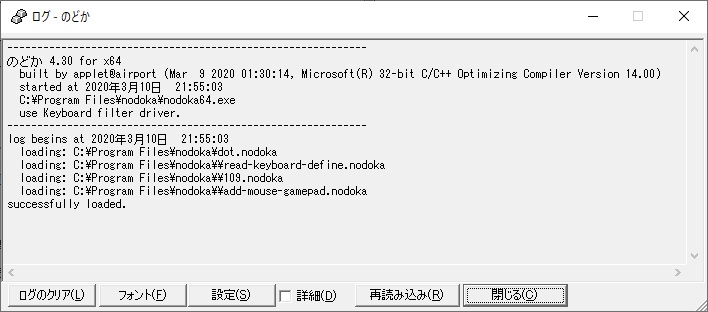 ログ - のどか
-----------------------------------------------------------------
のどか 4.30 for x64
built by applet@airport (Mar  9 2020 01:30:14, Microsoft(R) 32-bit C/C++ Optimizing Compiler Version 14.00)
started at 2020年3月10日  21:55:03
C:¥Program Files¥nodoka¥nodoka64.exe
use Keyboard filter driver.
-----------------------------------------------------------------
log begins at 2020年3月10日  21:55:03
loading: C:¥Program Files¥nodoka¥dot.nodoka
loading: C:¥Program Files¥nodoka¥¥read-keyboard-define.nodoka
loading: C:¥Program Files¥nodoka¥¥109.nodoka
loading: C:¥Program Files¥nodoka¥¥add-mouse-gamepad.nodoka
successfully loaded.
ログのクリア(L) フォント(F) 設定(S) 詳細(D) 再読み込み(R) 閉じる(C)